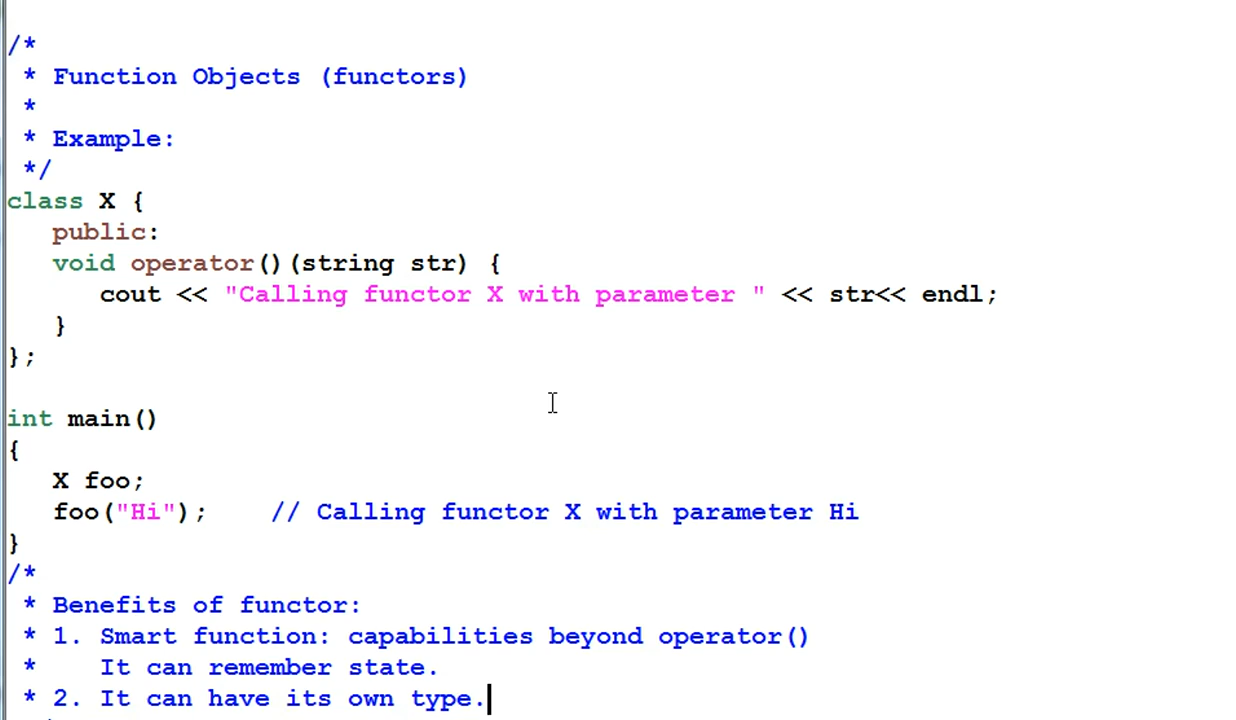 /*
 * Function Objects (functors)
 *
 * Example:
 */
class X {
   public:
   void operator()(string str) {
      cout << "Calling functor X with parameter " << str<< endl;
   }
};

int main()
{
   X foo;
   foo("Hi");    // Calling functor X with parameter Hi
}
/*
 * Benefits of functor:
 * 1. Smart function: capabilities beyond operator()
 *    It can remember state.
 * 2. It can have its own type.